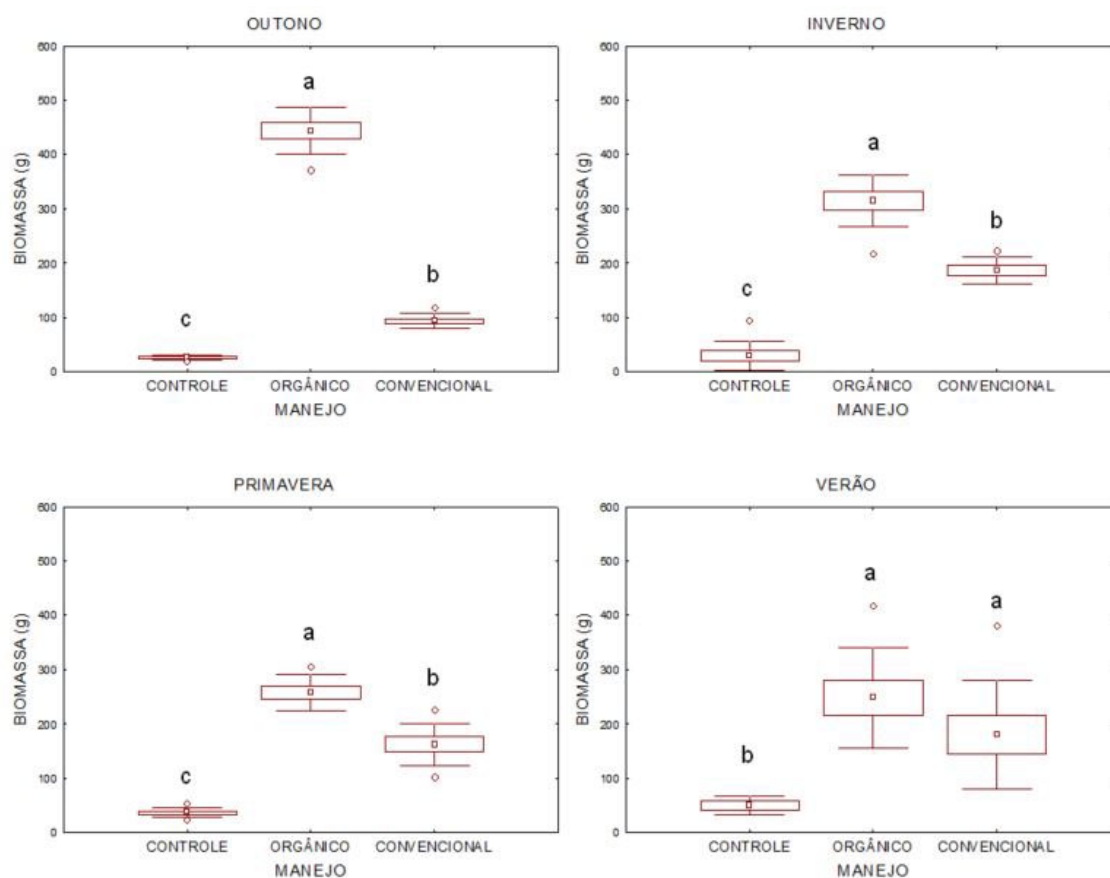 OUTONO
BIOMASSA (g)
600
500
400
300
200
100
0
c
a
b
CONTROLE ORGÂNICO CONVENCIONAL
MANEJO
INVERNO
BIOMASSA (g)
600
500
400
300
200
100
0
c
a
b
CONTROLE ORGÂNICO CONVENCIONAL
MANEJO
PRIMAVERA
BIOMASSA (g)
600
500
400
300
200
100
0
c
a
b
CONTROLE ORGÂNICO CONVENCIONAL
MANEJO
VERÃO
BIOMASSA (g)
600
500
400
300
200
100
0
b
a
a
CONTROLE ORGÂNICO CONVENCIONAL
MANEJO